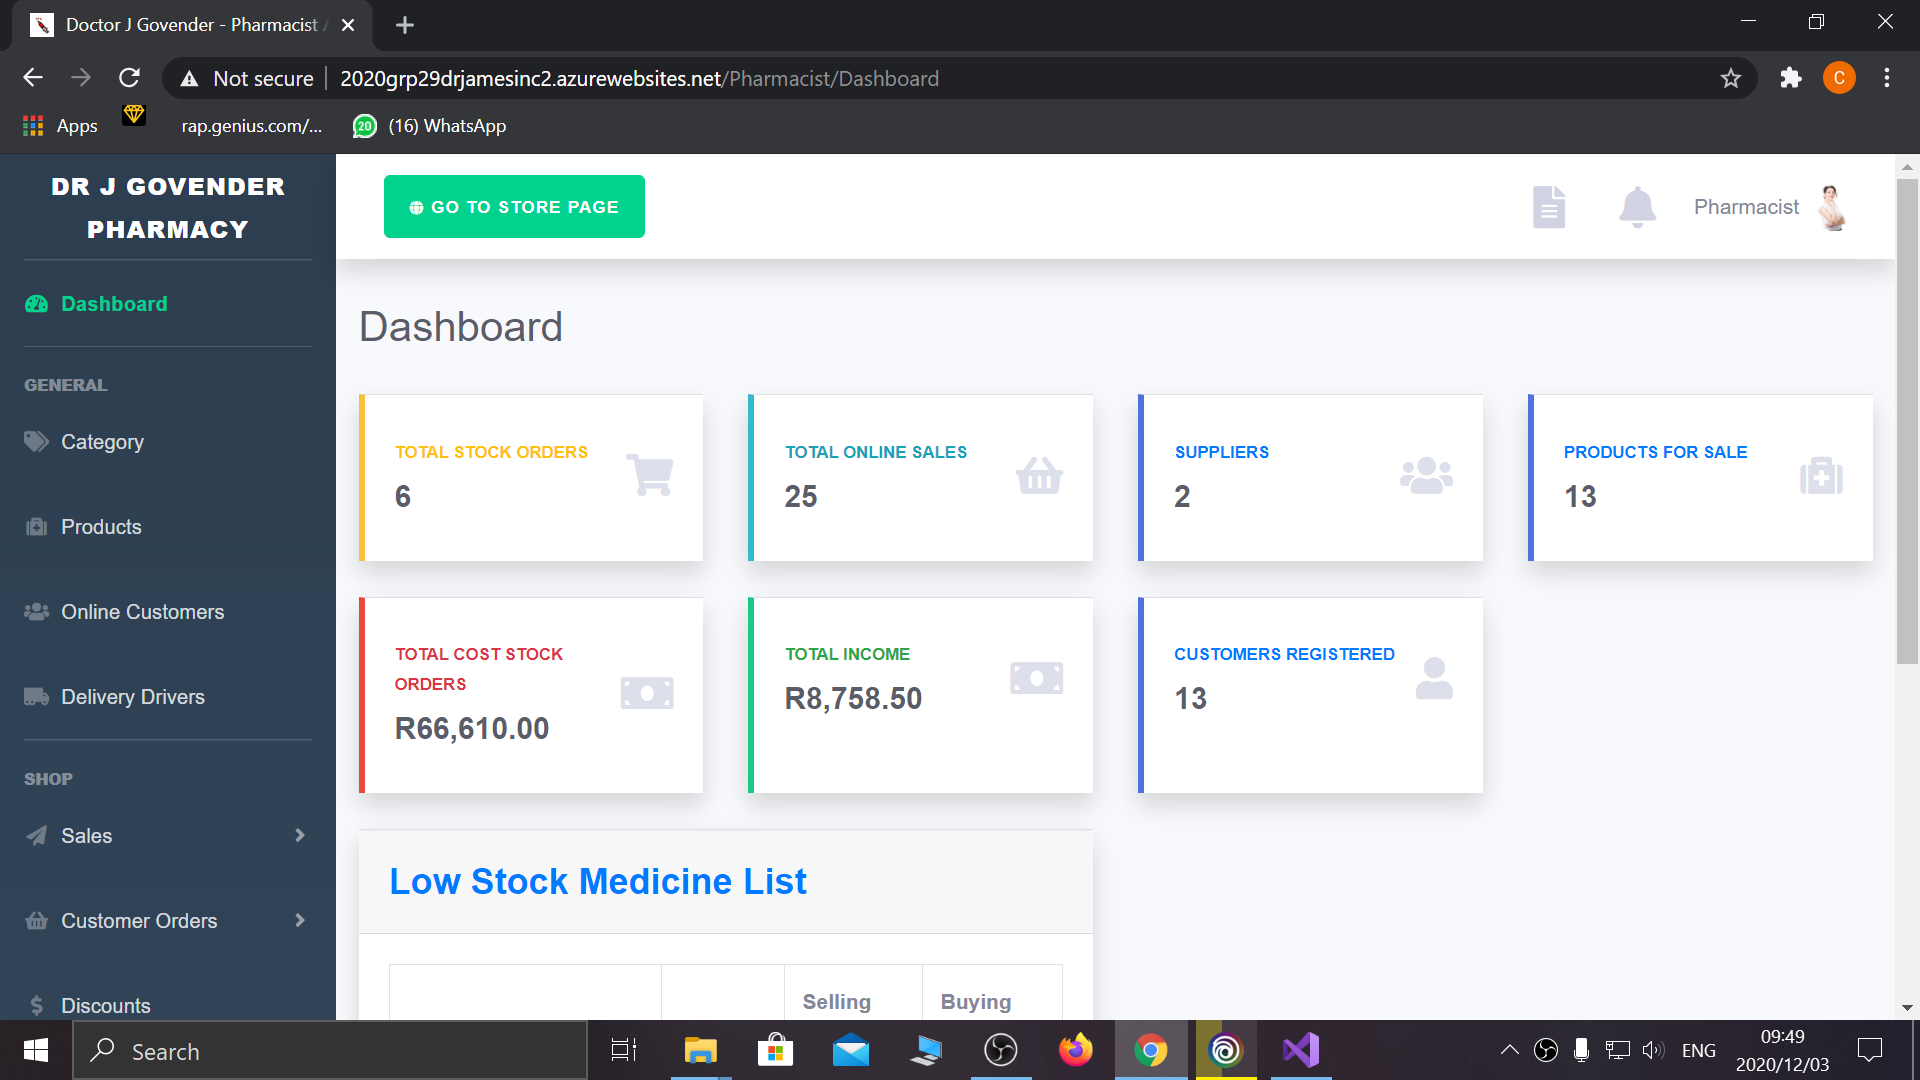 Doctor J Govender - Pharmacist
Not secure
2020grp29drjamesinc2.azurewebsites.net/Pharmacist/Dashboard
C
Apps
rap.genius.com/...
20
(16) WhatsApp
DR J GOVENDER
PHARMACY
GO TO STORE PAGE
Pharmacist
Dashboard
GENERAL
Category
Products
Online Customers
Delivery Drivers
SHOP
Sales
Customer Orders
Discounts
Dashboard
TOTAL STOCK ORDERS
6
TOTAL ONLINE SALES
25
SUPPLIERS
2
PRODUCTS FOR SALE
13
TOTAL COST STOCK
ORDERS
R66,610.00
TOTAL INCOME
R8,758.50
CUSTOMERS REGISTERED
13
Low Stock Medicine List
Selling
Buying
Search
ENG
09:49
2020/12/03